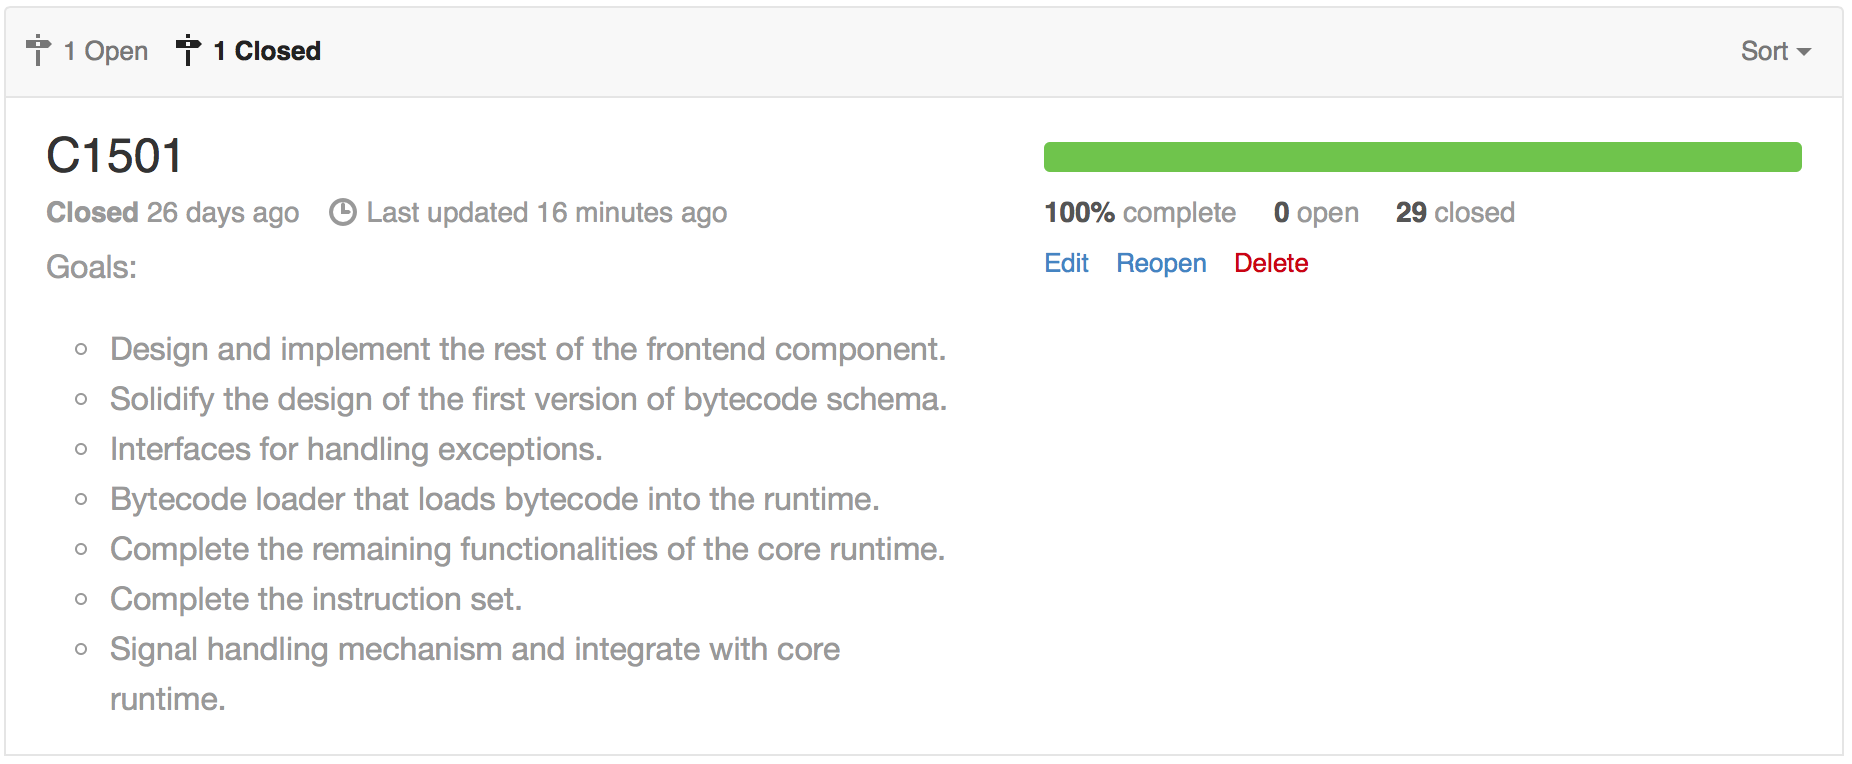 1 Open 1 Closed Sort
C1501
Closed 26 days ago Last updated 16 minutes ago
100% complete 0 open 29 closed
Edit Reopen Delete
Goals:
Design and implement the rest of the frontend component.
Solidify the design of the first version of bytecode schema.
Interfaces for handling exceptions.
Bytecode loader that loads bytecode into the runtime.
Complete the remaining functionalities of the core runtime.
Complete the instruction set.
Signal handling mechanism and integrate with core
runtime.